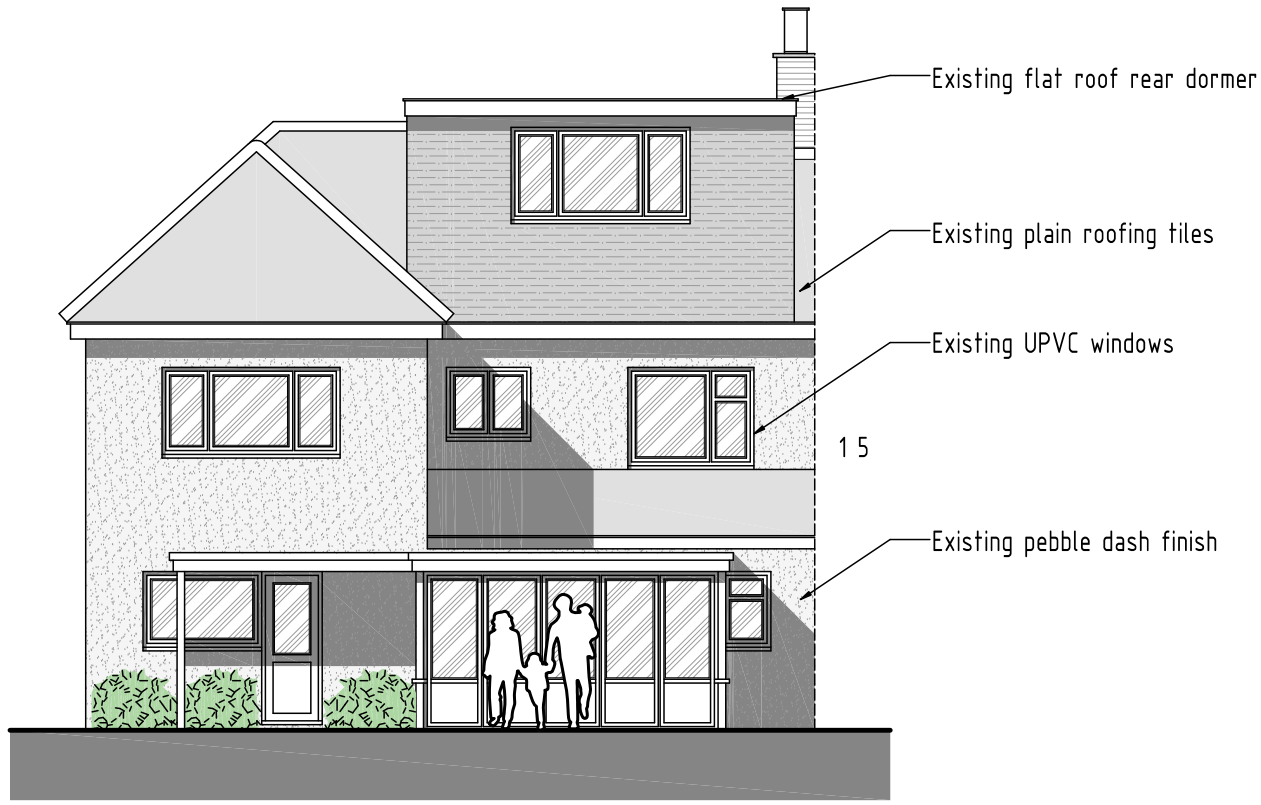 Existing flat roof rear dormer
Existing plain roofing tiles
Existing UPVC windows
15
Existing pebble dash finish